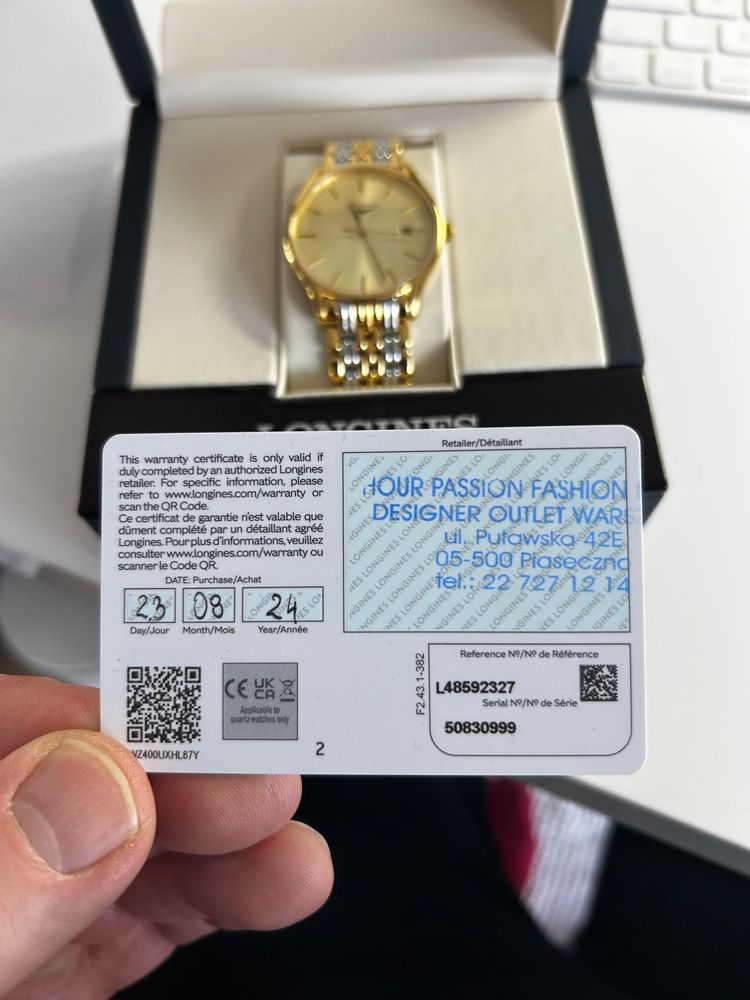 LONGINES
This warranty certificate is only valid if
duly completed by an authorized Longines
retailer. For specific information, please
refer to www.longines.com/warranty or
scan the QR Code.
Ce certificat de garantie n'est valable que
dûment complété par un détaillant agréé
Longines. Pour plus d'informations, veuillez
consulter www.longines.com/warranty ou
scanner le Code QR.
DATE: Purchase/Achat
23 08 24
Day/Jour Month/Mois Year/Année
Retailer/Détaillant
HOUR PASSION FASHION
DESIGNER OUTLET WARS
ul. Puławska 42E
05-500 Piaseczno
tel.: 22 727 12 14
CE UK CA
Applicable to
quartz watches only
WZ400UXHL87Y
2
F2.43.1-382
Reference Nº/Nº de Référence
L48592327
Serial Nº/Nº de Série
50830999